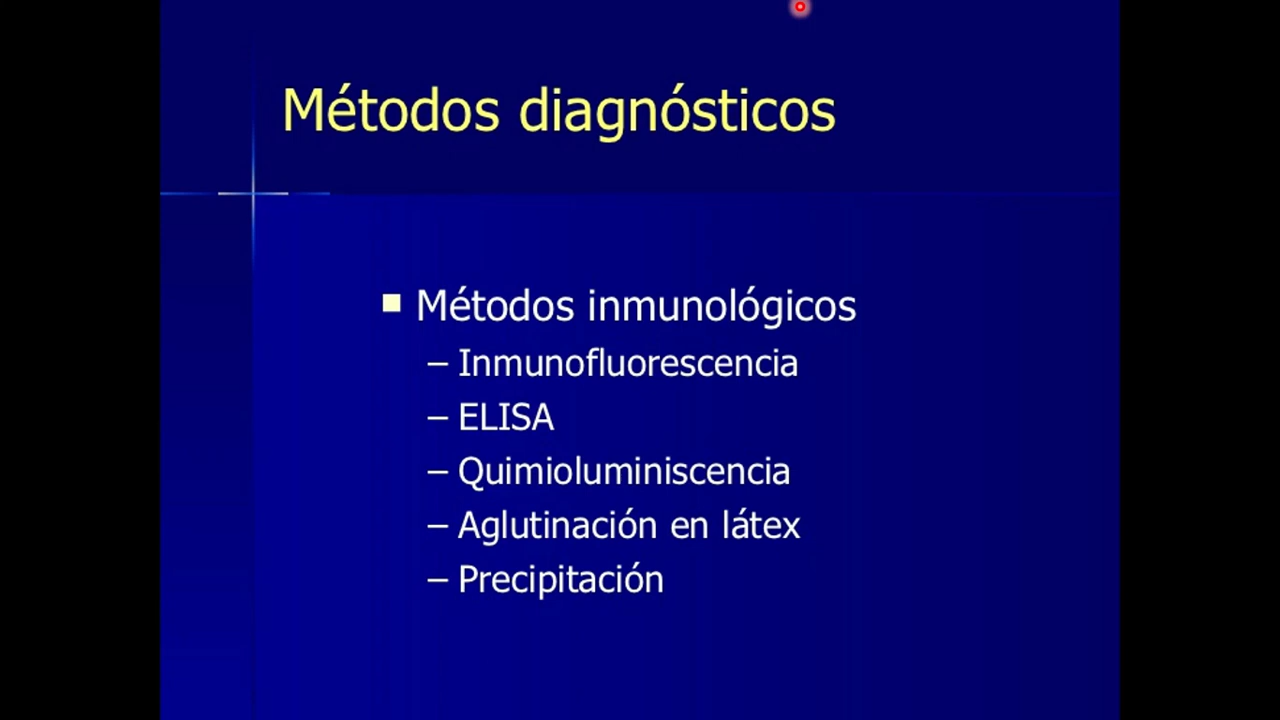 Métodos diagnósticos
Métodos inmunológicos
– Inmunofluorescencia
– ELISA
– Quimioluminiscencia
– Aglutinación en látex
– Precipitación